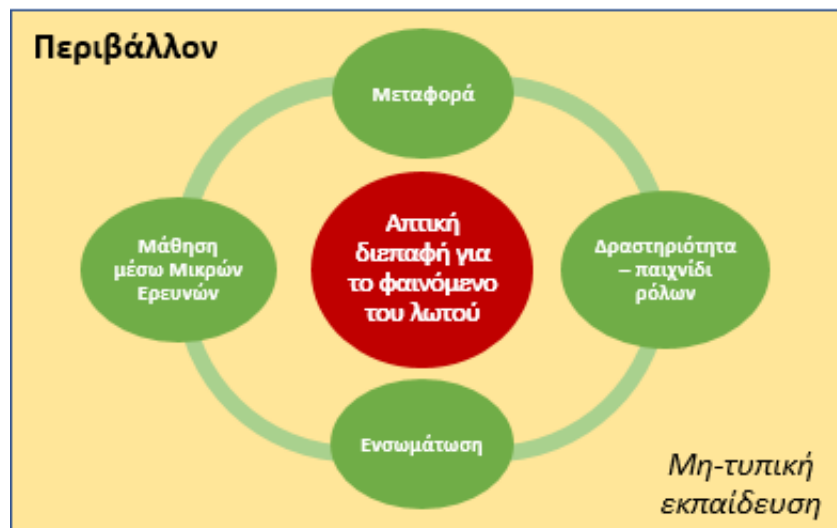 Περιβάλλον
Μεταφορά
Μάθηση
μέσω Μικρών
Ερευνών
Απτική
διεπαφή για
το φαινόμενο
του λωτού
Δραστηριότητα
– παιχνίδι
ρόλων
Ενσωμάτωση
Μη-τυπική
εκπαίδευση